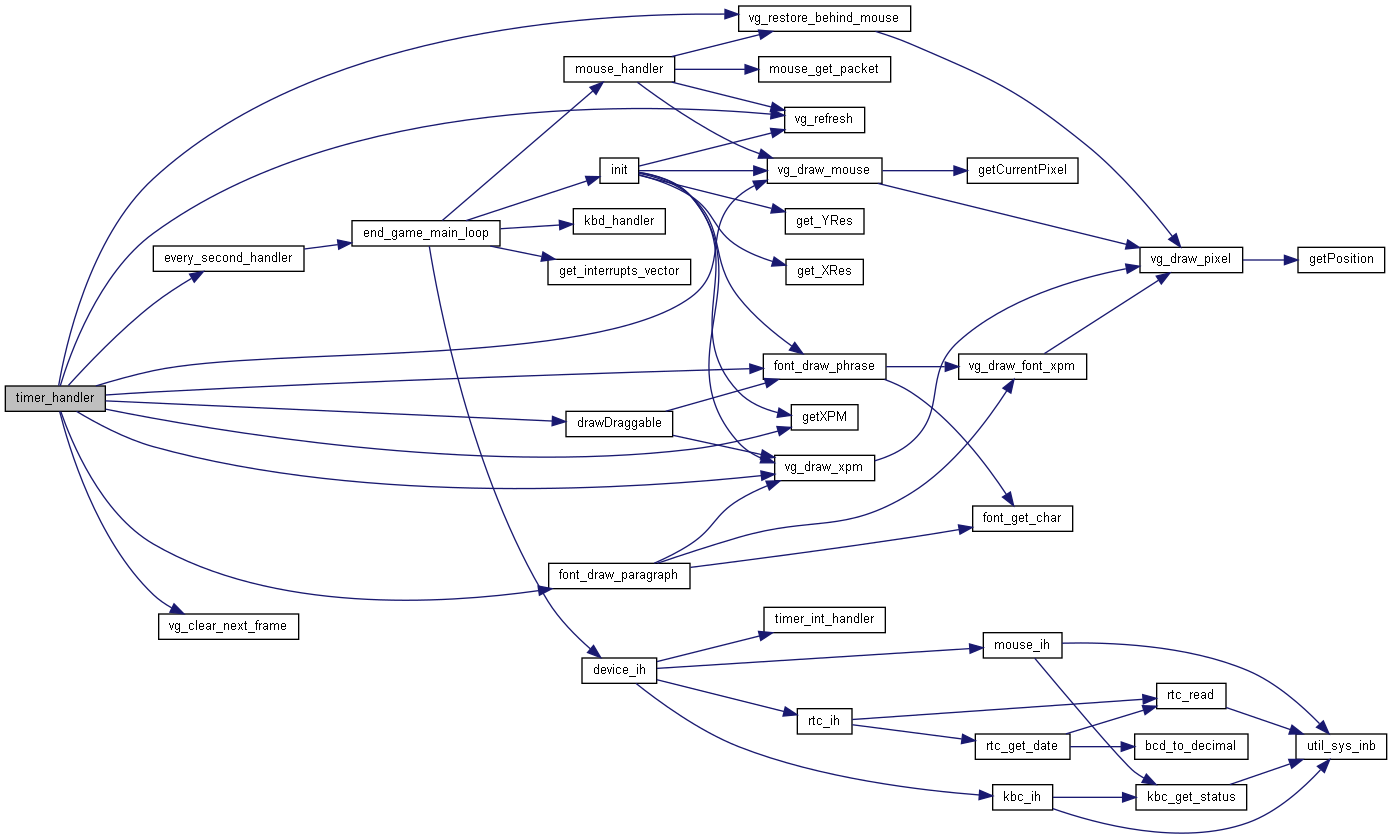 vg_restore_behind_mouse
mouse_handler
mouse_get_packet
vg_refresh
init
vg_draw_mouse
getCurrentPixel
kbd_handler
get_YRes
end_game_main_loop
every_second_handler
get_interrupts_vector
get_XRes
vg_draw_pixel
getPosition
font_draw_phrase
vg_draw_font_xpm
timer_handler
drawDraggable
getXPM
vg_draw_xpm
font_get_char
font_draw_paragraph
vg_clear_next_frame
timer_int_handler
device_ih
mouse_ih
rtc_read
rtc_ih
rtc_get_date
bcd_to_decimal
util_sys_inb
kbc_ih
kbc_get_status